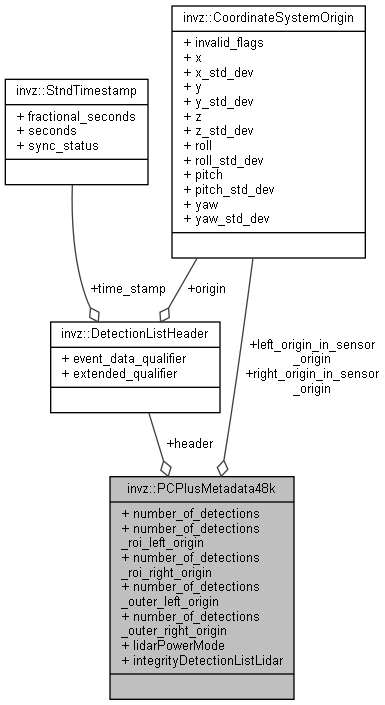 invz::CoordinateSystemOrigin
+ invalid_flags
+ x
+ x_std_dev
+ y
+ y_std_dev
+ z
+ z_std_dev
+ roll
+ roll_std_dev
+ pitch
+ pitch_std_dev
+ yaw
+ yaw_std_dev
invz::StndTimestamp
+ fractional_seconds
+ seconds
+ sync_status
+time_stamp
+origin
invz::DetectionListHeader
+ event_data_qualifier
+ extended_qualifier
+left_origin_in_sensor
_origin
+right_origin_in_sensor
_origin
+header
invz::PCPlusMetadata48k
+ number_of_detections
+ number_of_detections
_roi_left_origin
+ number_of_detections
_roi_right_origin
+ number_of_detections
_outer_left_origin
+ number_of_detections
_outer_right_origin
+ lidarPowerMode
+ integrityDetectionListLidar